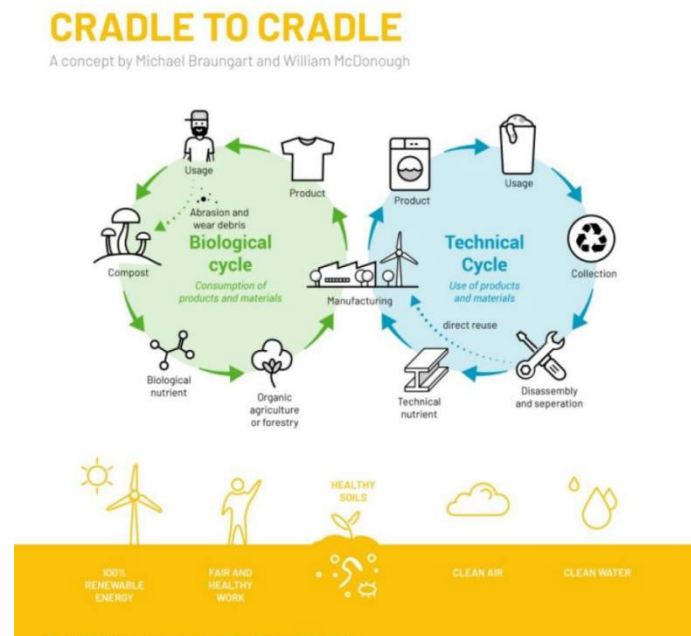 CRADLE TO CRADLE
A concept by Michael Braungart and William McDonough
Usage
Product
Abrasion and
wear debris
Biological
cycle
Consumption of
products and materials
Compost
Biological
nutrient
Organic
agriculture
or forestry
Manufacturing
Product
Usage
Technical
Cycle
Use of products
and materials
Collection
direct reuse
Disassembly
and seperation
Technical
nutrient
100%
RENEWABLE
ENERGY
FAIR AND
HEALTHY
WORK
HEALTHY
SOILS
CLEAN AIR
CLEAN WATER